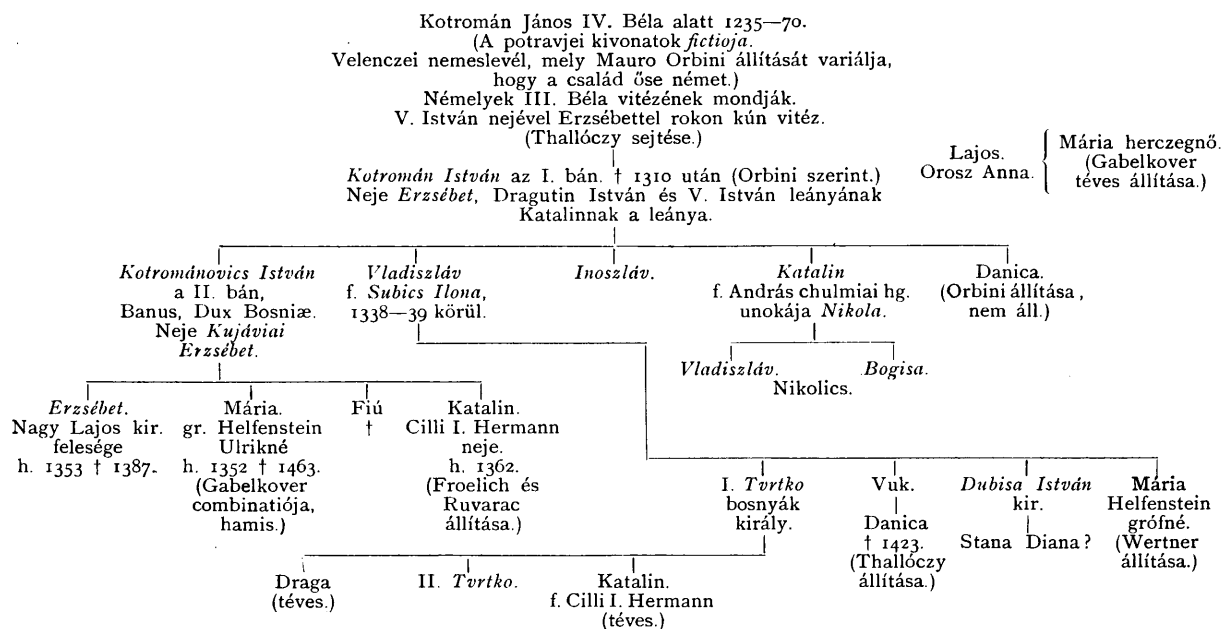 Kotromán János IV. Béla alatt 1235—70.
(A potravjei kivonatok fictioja.
Velenczei nemeslevél, mely Mauro Orbini állítását variálja,
hogy a család őse német.)
Némelyek III. Béla vitézének mondják.
V. István nejével Erzsébettel rokon kún vitéz.
(Thallóczy sejtése.)
Lajos.
Orosz Anna.
Mária herczegnő.
(Gabelkover
téves állítása.)
Kotromán István az I. bán. † 1310 után (Orbini szerint.)
Neje Erzsébet, Dragutin István és V. István leányának
Katalinnak a leánya.
Kotrománovics István
a II. bán,
Banus, Dux Bosniæ.
Neje Kujáviai
Erzsébet.
Vladiszláv
f. Subics Ilona,
1338—39 körül.
Inoszláv.
Katalin
f. András chulmiai hg.
unokája Nikola.
Danica.
(Orbini állítása,
nem áll.)
Vladiszláv.
Bogisa.
Nikolics.
Erzsébet.
Nagy Lajos kir.
felesége
h. 1353 † 1387.
Mária.
gr. Helfenstein
Ulrikné
h. 1352 † 1463.
(Gabelkover
combinatiója,
hamis.)
Fiú
†
Katalin.
Cilli I. Hermann
neje.
h. 1362.
(Froelich és
Ruvarac
állítása.)
I. Tvrtko
bosnyák
király.
Vuk.
Danica
† 1423.
(Thallóczy
állítása.)
Dubisa István
kir.
Stana Diana?
Mária
Helfenstein
grófné.
(Wertner
állítása.)
Draga
(téves.)
II. Tvrtko.
Katalin.
f. Cilli I. Hermann
(téves.)